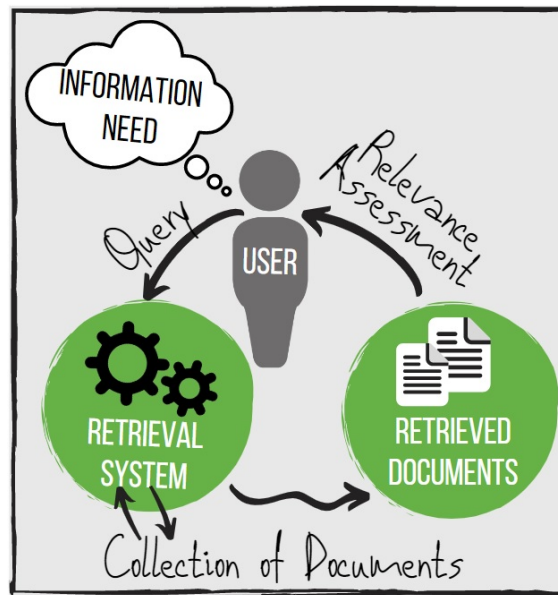 INFORMATION
NEED
Relevance
Assessment
Query
USER
RETRIEVAL
SYSTEM
RETRIEVED
DOCUMENTS
Collection of Documents